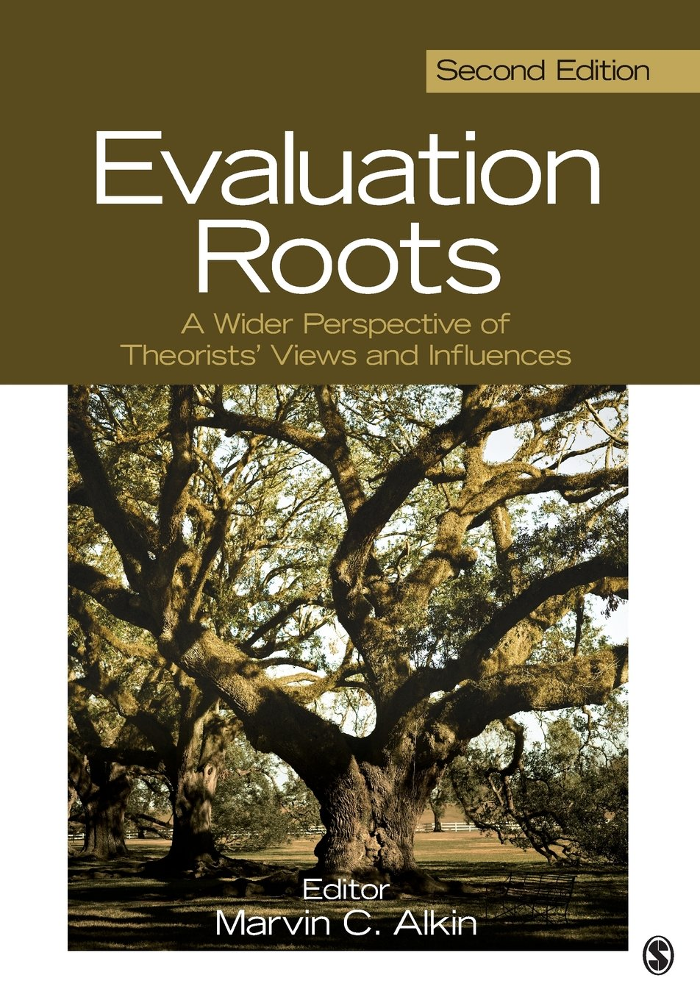 Second Edition
Evaluation
Roots
A Wider Perspective of
Theorists' Views and Influences
Editor
Marvin C. Alkin
S